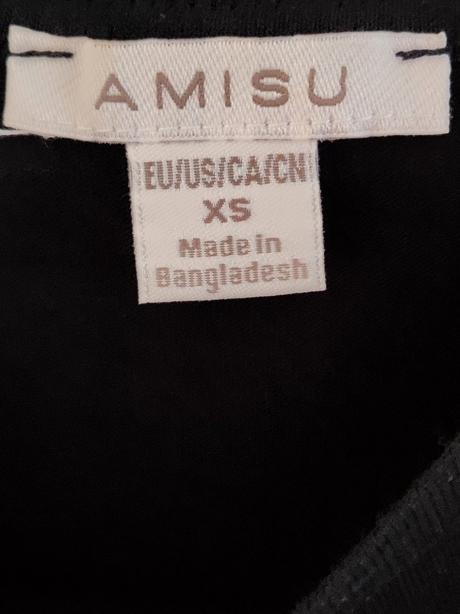 AMISU
EU/US/CA/CN
XS
Made in
Bangladesh